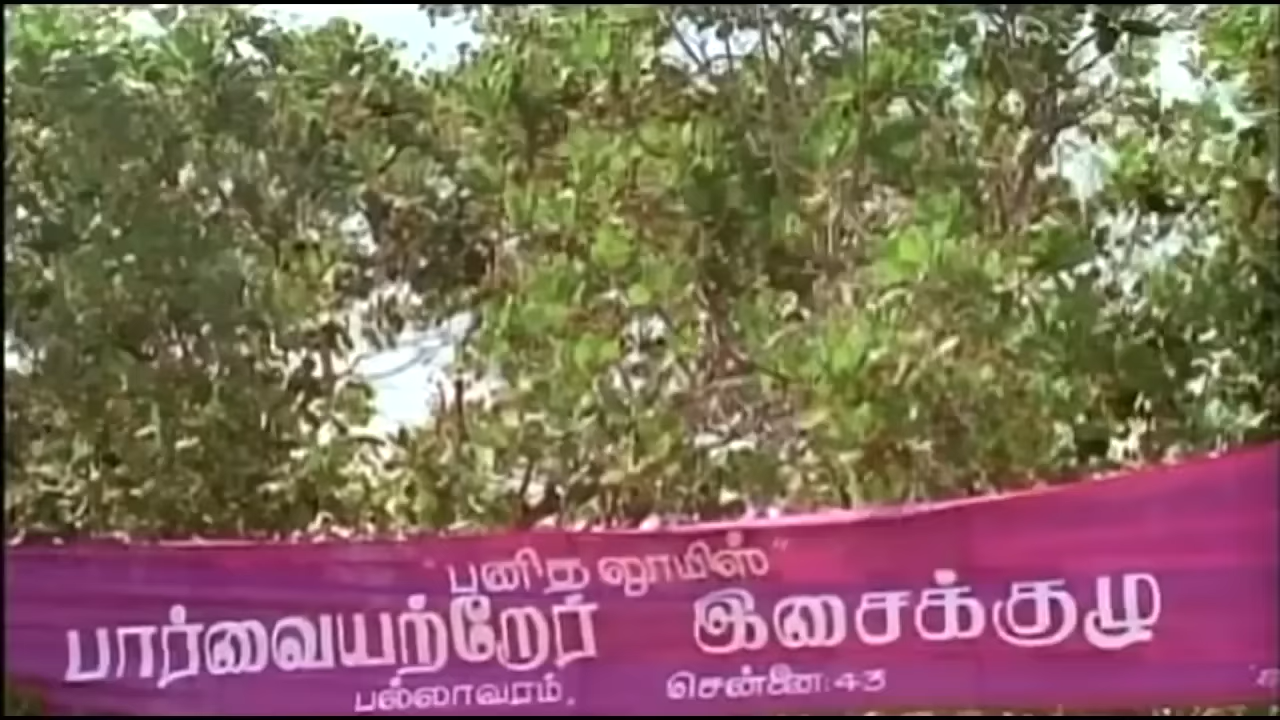 "புனித லூயிஸ்"
பார்வையற்றோர் இசைக்குழு
பல்லாவரம், சென்னை:43